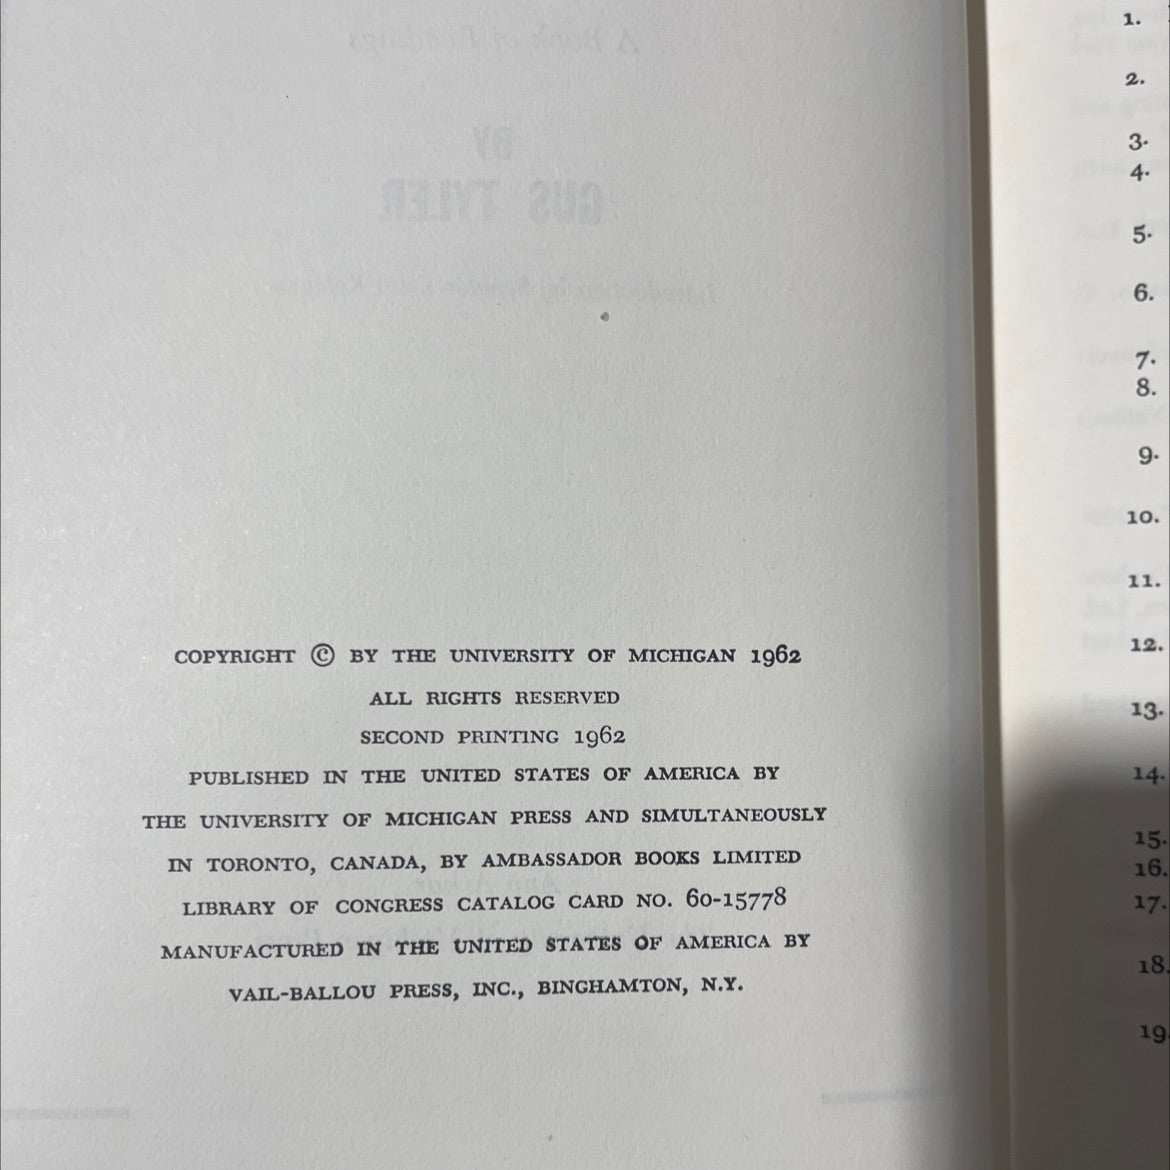 COPYRIGHT © BY THE UNIVERSITY OF MICHIGAN 1962
ALL RIGHTS RESERVED
SECOND PRINTING 1962
PUBLISHED IN THE UNITED STATES OF AMERICA BY
THE UNIVERSITY OF MICHIGAN PRESS AND SIMULTANEOUSLY
IN TORONTO, CANADA, BY AMBASSADOR BOOKS LIMITED
LIBRARY OF CONGRESS CATALOG CARD NO. 60-15778
MANUFACTURED IN THE UNITED STATES OF AMERICA BY
VAIL-BALLOU PRESS, INC., BINGHAMTON, N.Y.
1.
2.
3.
4.
5.
6.
7.
8.
9.
10.
11.
12.
13.
14.
15.
16.
17.
18.
19.